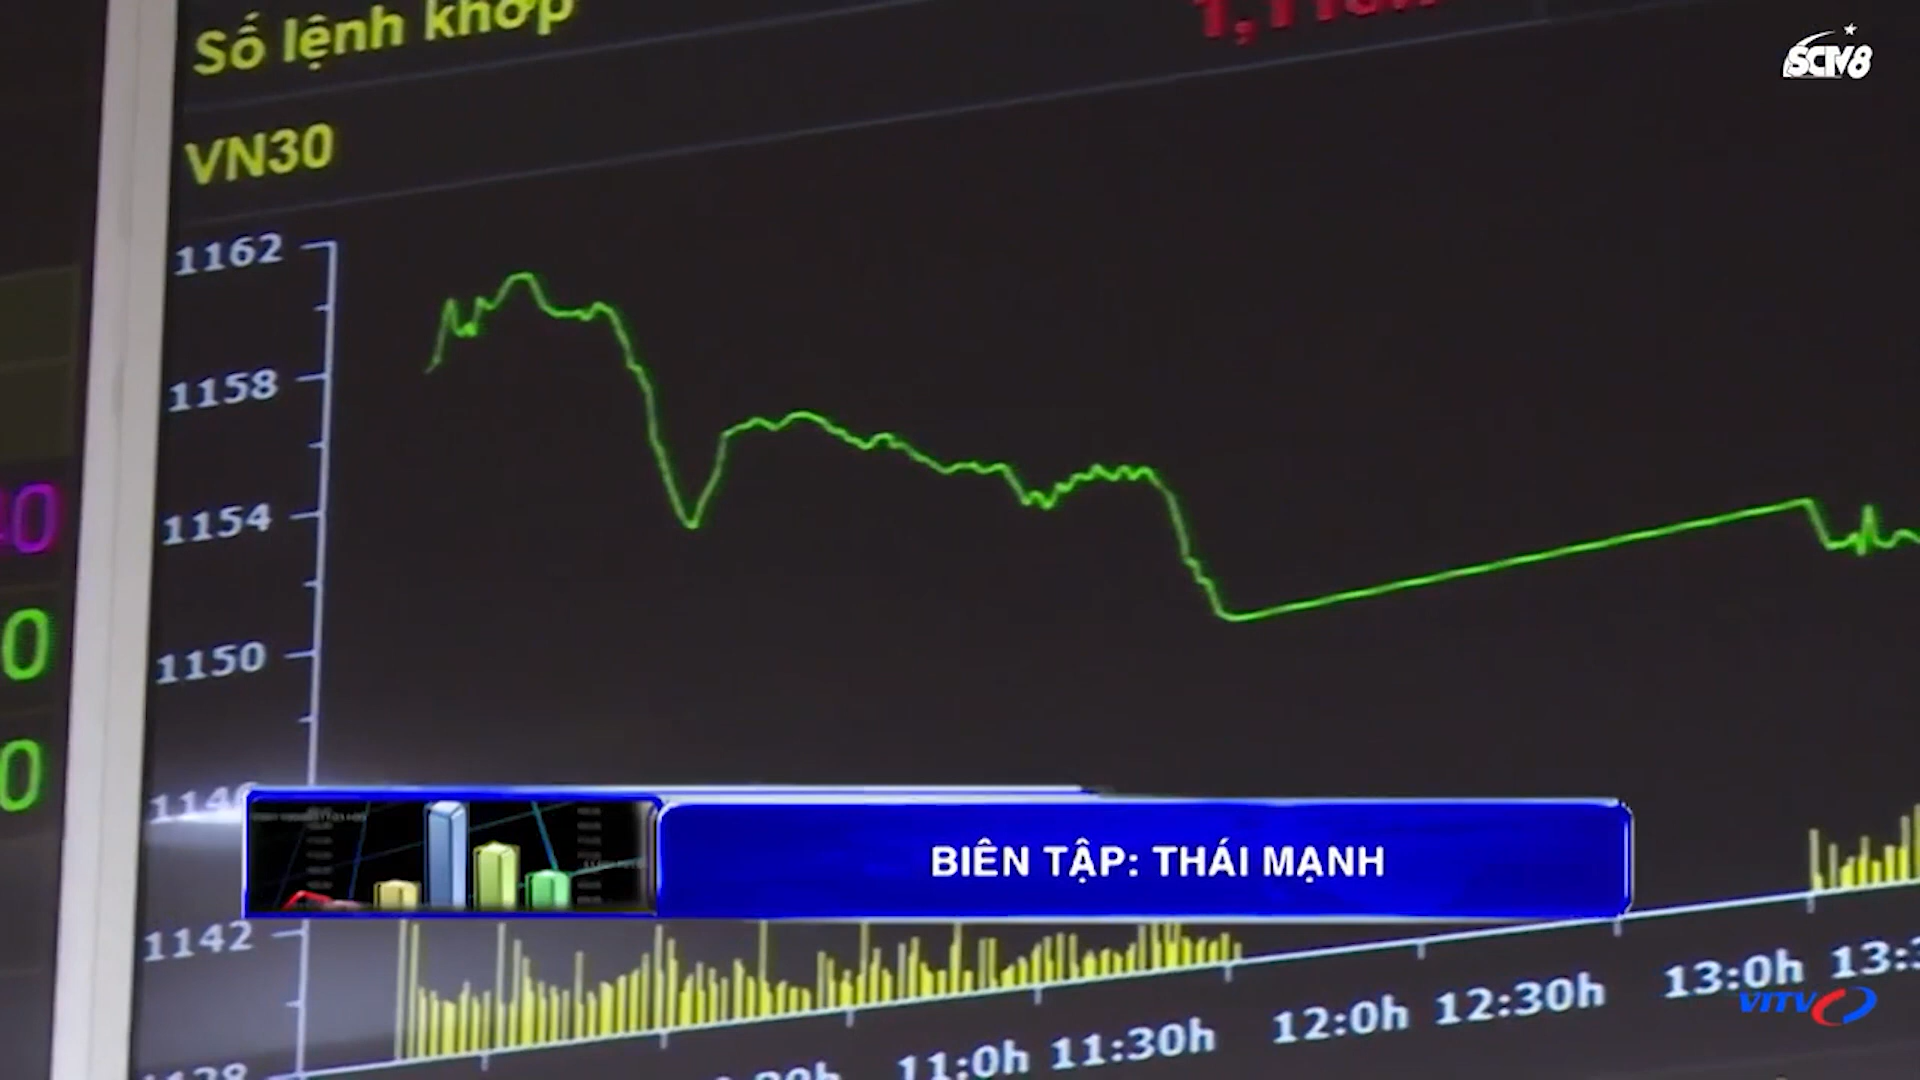 Số lệnh khớp
SCTV8
VN30
1162
1158
1154
1150
1142
BIÊN TẬP: THÁI MẠNH
11:0h 11:30h 12:0h 12:30h 13:0h
VITV